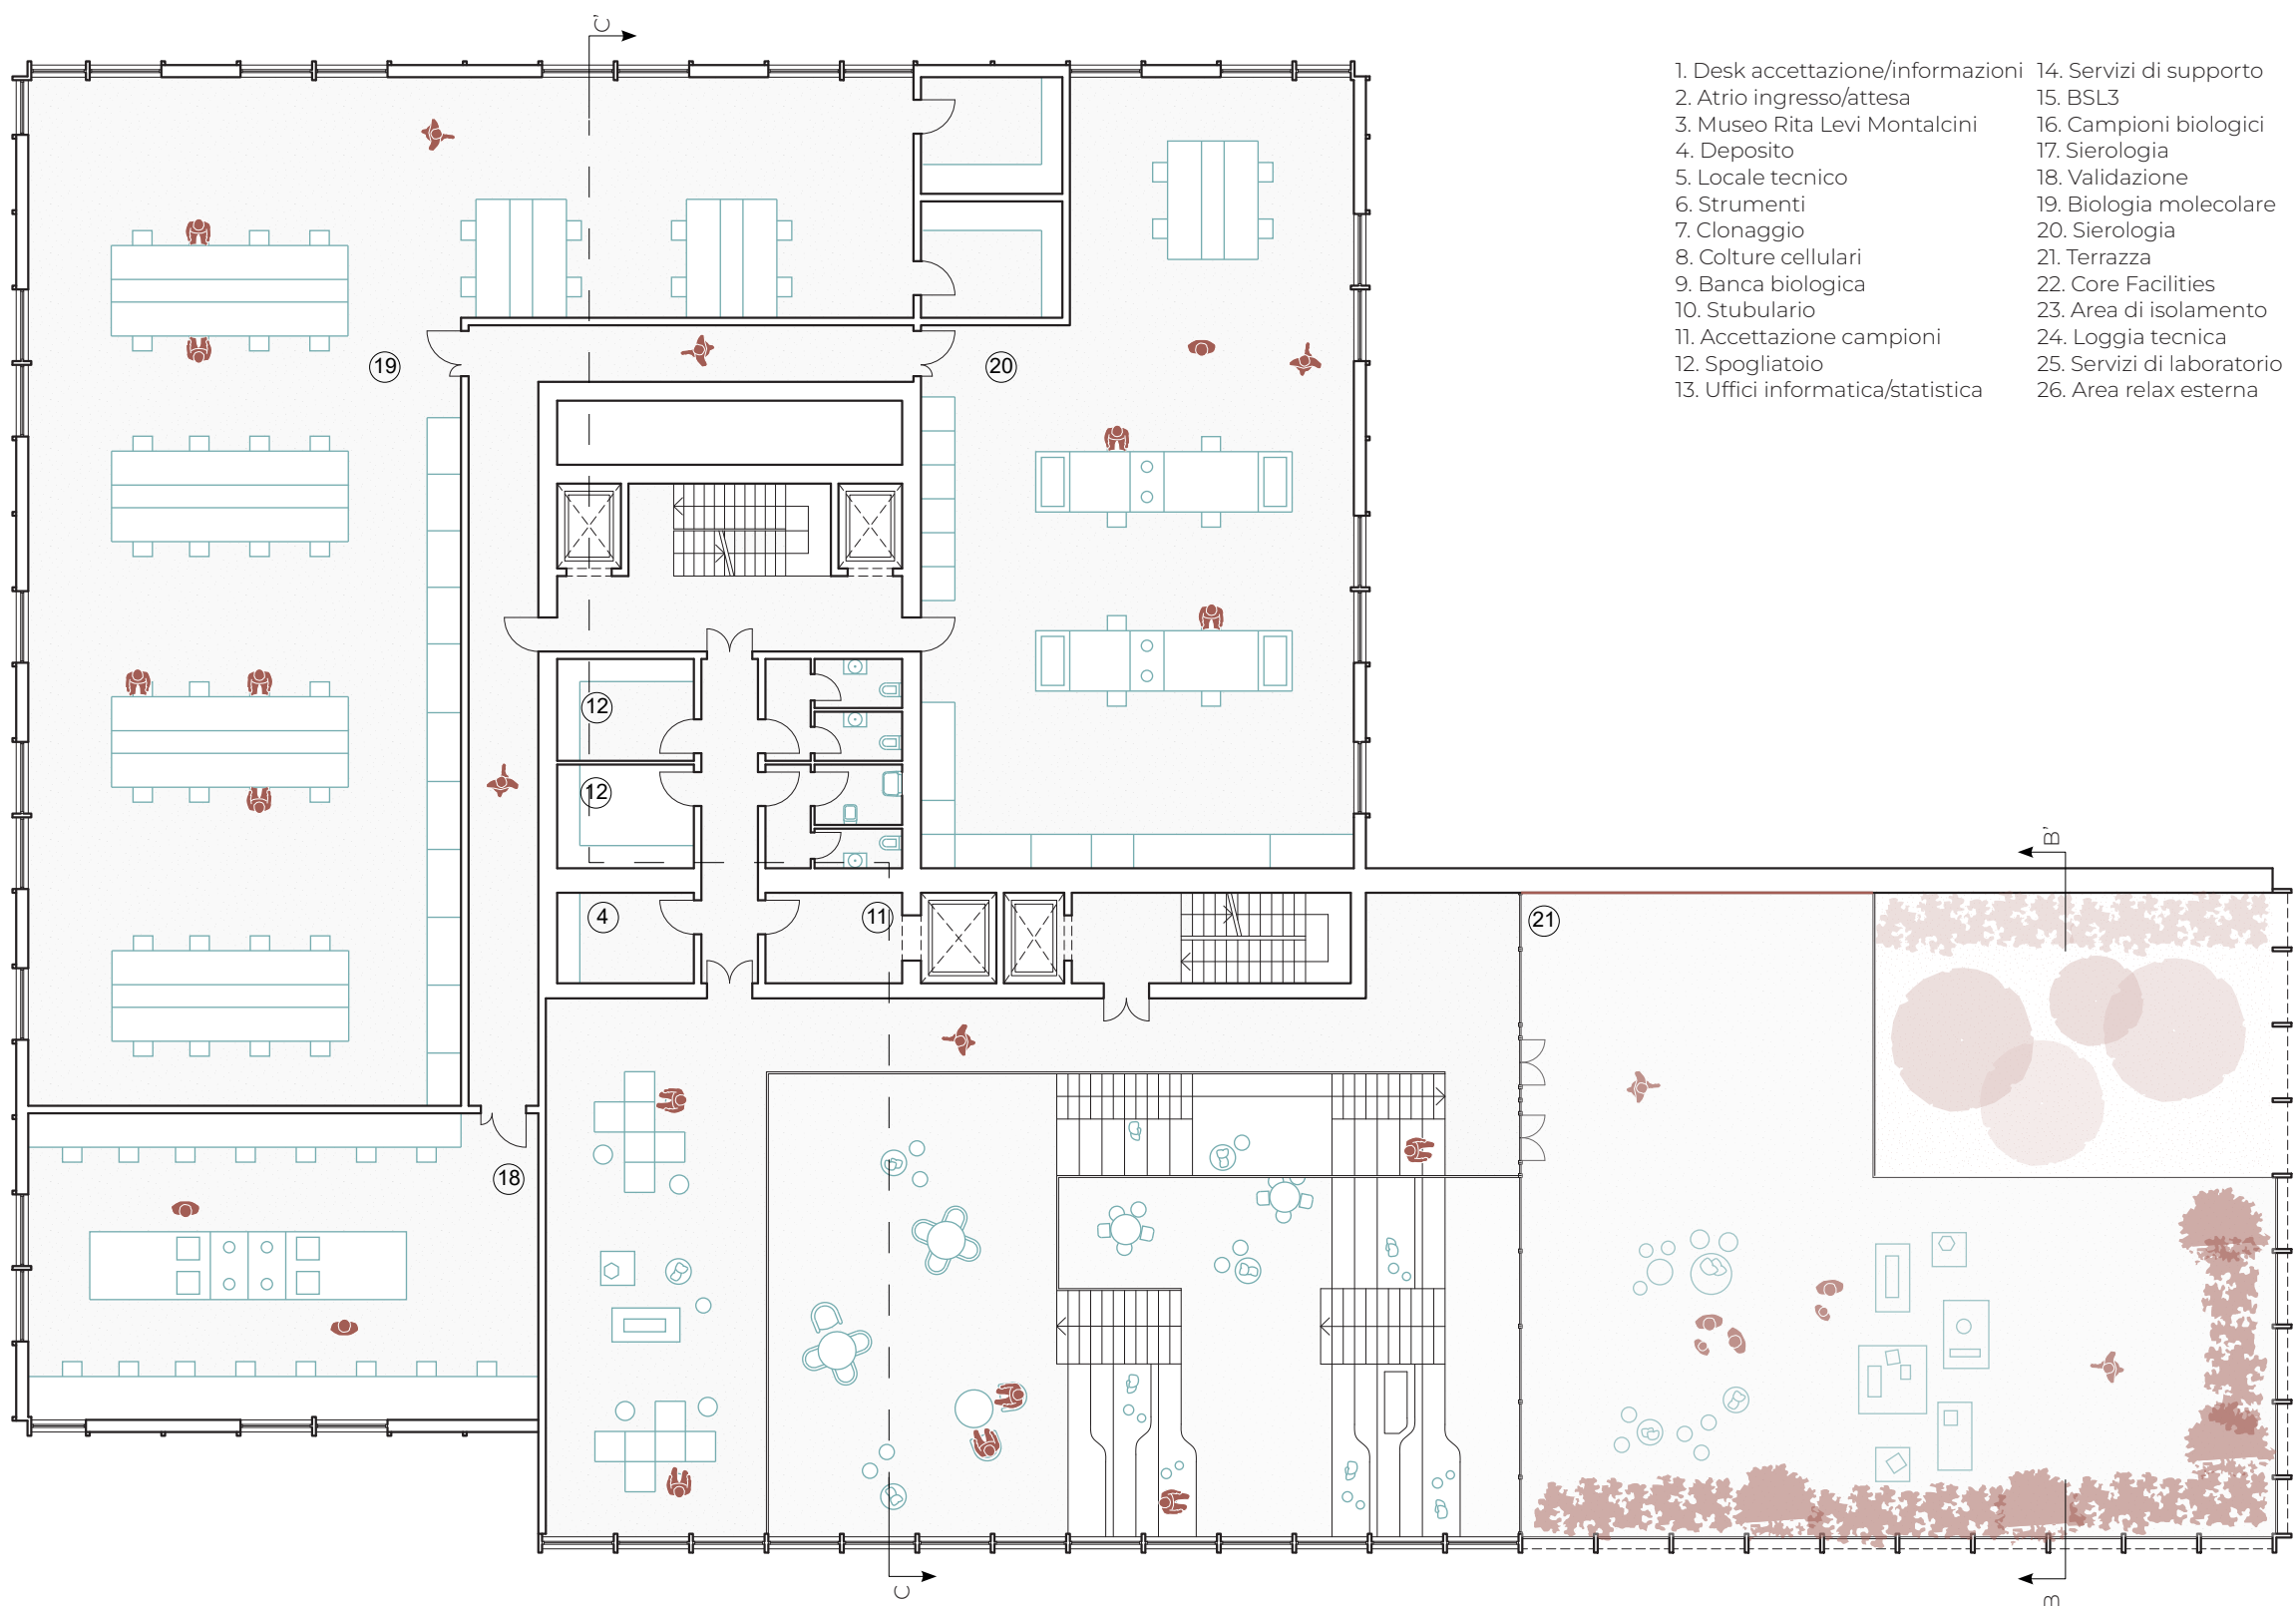 C'
1. Desk accettazione/informazioni
2. Atrio ingresso/attesa
3. Museo Rita Levi Montalcini
4. Deposito
5. Locale tecnico
6. Strumenti
7. Clonaggio
8. Colture cellulari
9. Banca biologica
10. Stubulario
11. Accettazione campioni
12. Spogliatoio
13. Uffici informatica/statistica
14. Servizi di supporto
15. BSL3
16. Campioni biologici
17. Sierologia
18. Validazione
19. Biologia molecolare
20. Sierologia
21. Terrazza
22. Core Facilities
23. Area di isolamento
24. Loggia tecnica
25. Servizi di laboratorio
26. Area relax esterna
19
20
12
12
B'
4
11
21
18
C
B